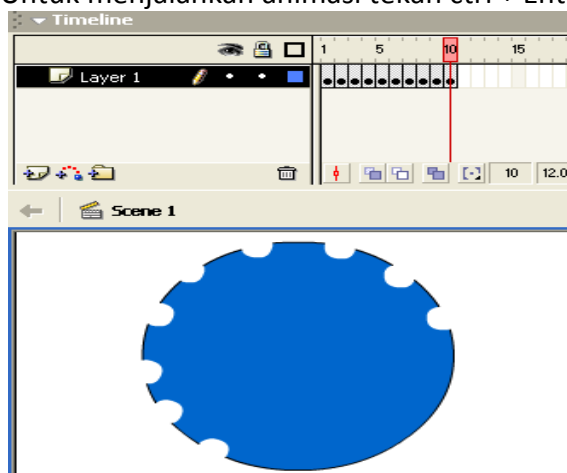 Untuk menjalankan animasi tekan ctrl + Ent
Timeline
1 5 10 15
Layer 1
10 12.0
Scene 1